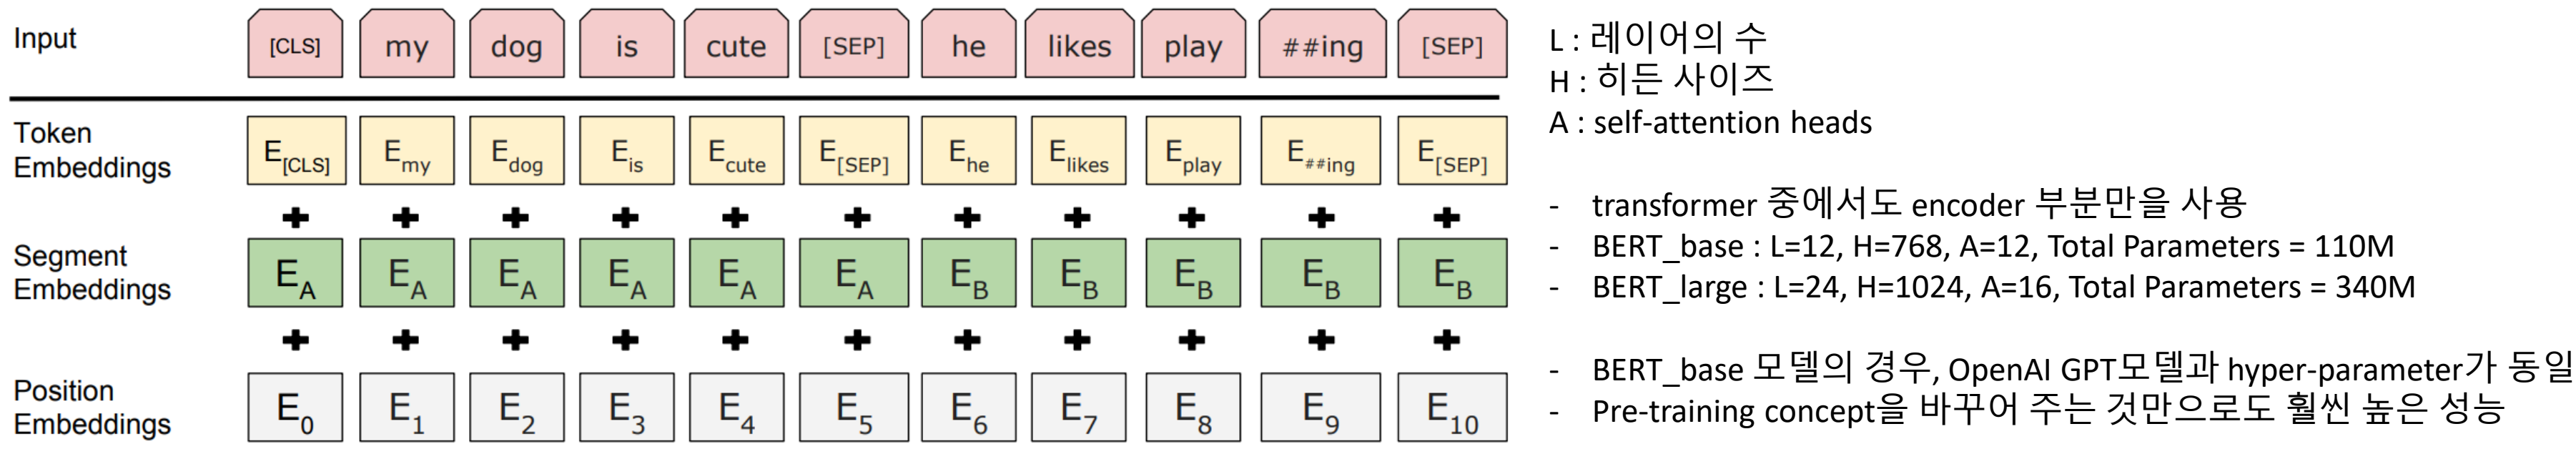 Input [CLS] my dog is cute [SEP] he likes play ##ing [SEP]
Token
Embeddings
E[CLS] Emy Edog Eis Ecute E[SEP] Ehe Elikes Eplay E##ing E[SEP]
+ + + + + + + + + + +
Segment
Embeddings
EA EA EA EA EA EA EB EB EB EB EB
+ + + + + + + + + + +
Position
Embeddings
E0 E1 E2 E3 E4 E5 E6 E7 E8 E9 E10
L : 레이어의 수
H : 히든 사이즈
A : self-attention heads
- transformer 중에서도 encoder 부분만을 사용
- BERT_base : L=12, H=768, A=12, Total Parameters = 110M
- BERT_large : L=24, H=1024, A=16, Total Parameters = 340M
- BERT_base 모델의 경우, OpenAI GPT모델과 hyper-parameter가 동일
- Pre-training concept을 바꾸어 주는 것만으로도 훨씬 높은 성능